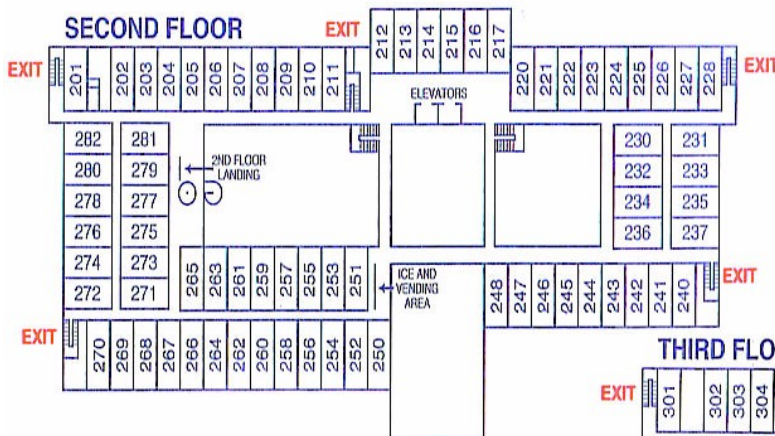 SECOND FLOOR
EXIT
212 213 214 215 216 217
EXIT
201 202 203 204 205 206 207 208 209 210 211
220 221 222 223 224 225 226 227 228
EXIT
ELEVATORS
282 281
230 231
280 279
2ND FLOOR
LANDING
232 233
278 277
234 235
276 275
236 237
274 273
272 271
265 263 261 259 257 255 253 251
ICE AND
VENDING
AREA
248 247 246 245 244 243 242 241 240
EXIT
EXIT
270 269 268 267 266 264 262 260 258 256 254 252 250
THIRD FLO
EXIT
301 302 303 304